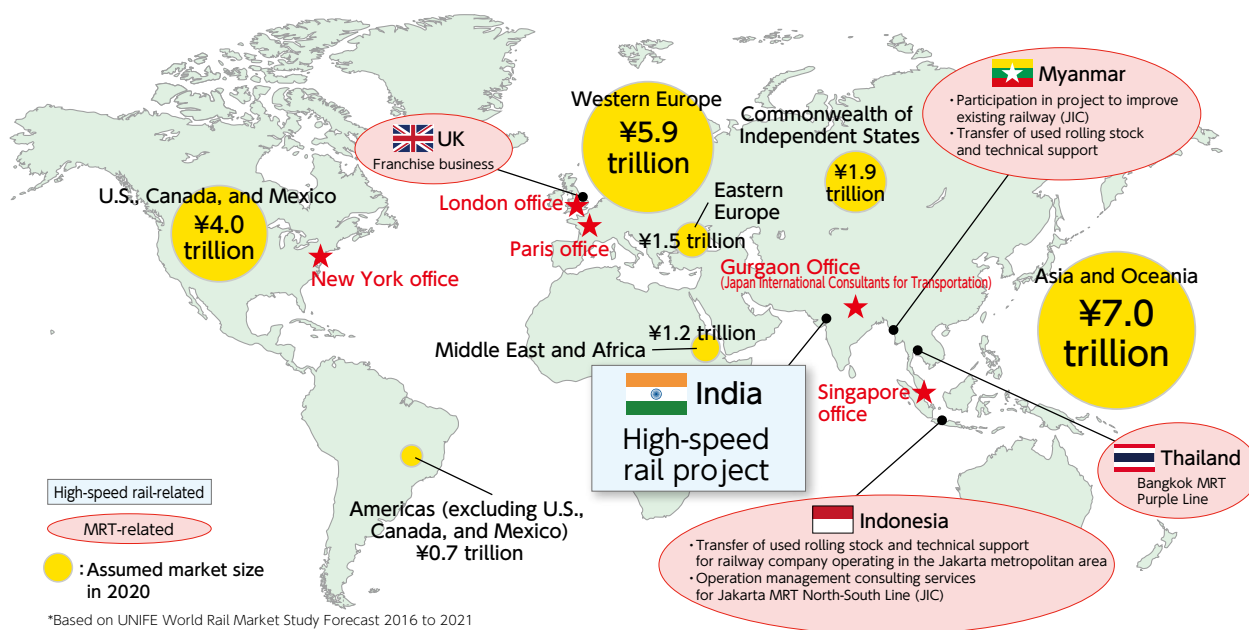 Myanmar
・Participation in project to improve
existing railway (JIC)
・Transfer of used rolling stock
and technical support
Western Europe
¥5.9
trillion
Commonwealth of
Independent States
¥1.9
trillion
UK
Franchise business
U.S., Canada, and Mexico
¥4.0
trillion
London office
Eastern
Europe
¥1.5 trillion
Paris office
New York office
Gurgaon Office
(Japan International Consultants for Transportation)
Asia and Oceania
¥7.0
trillion
¥1.2 trillion
Middle East and Africa
India
High-speed
rail project
Singapore
office
Thailand
Bangkok MRT
Purple Line
High-speed rail-related
MRT-related
:Assumed market size
in 2020
Americas (excluding U.S.,
Canada, and Mexico)
¥0.7 trillion
Indonesia
・Transfer of used rolling stock and technical support
for railway company operating in the Jakarta metropolitan area
・Operation management consulting services
for Jakarta MRT North-South Line (JIC)
*Based on UNIFE World Rail Market Study Forecast 2016 to 2021